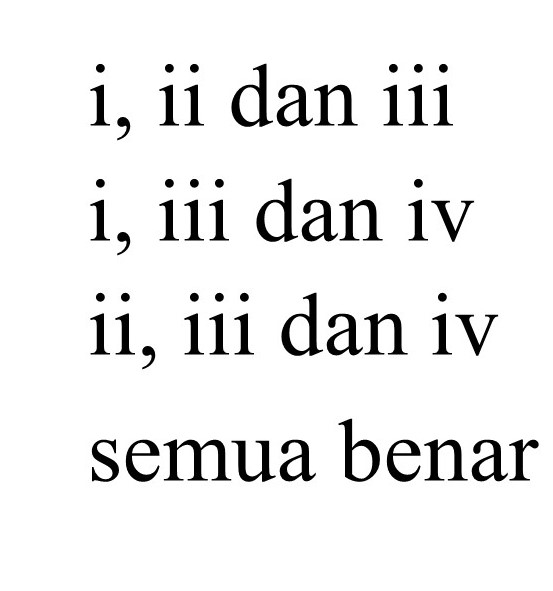 i, ii dan iii
i, iii dan iv
ii, iii dan iv
semua benar